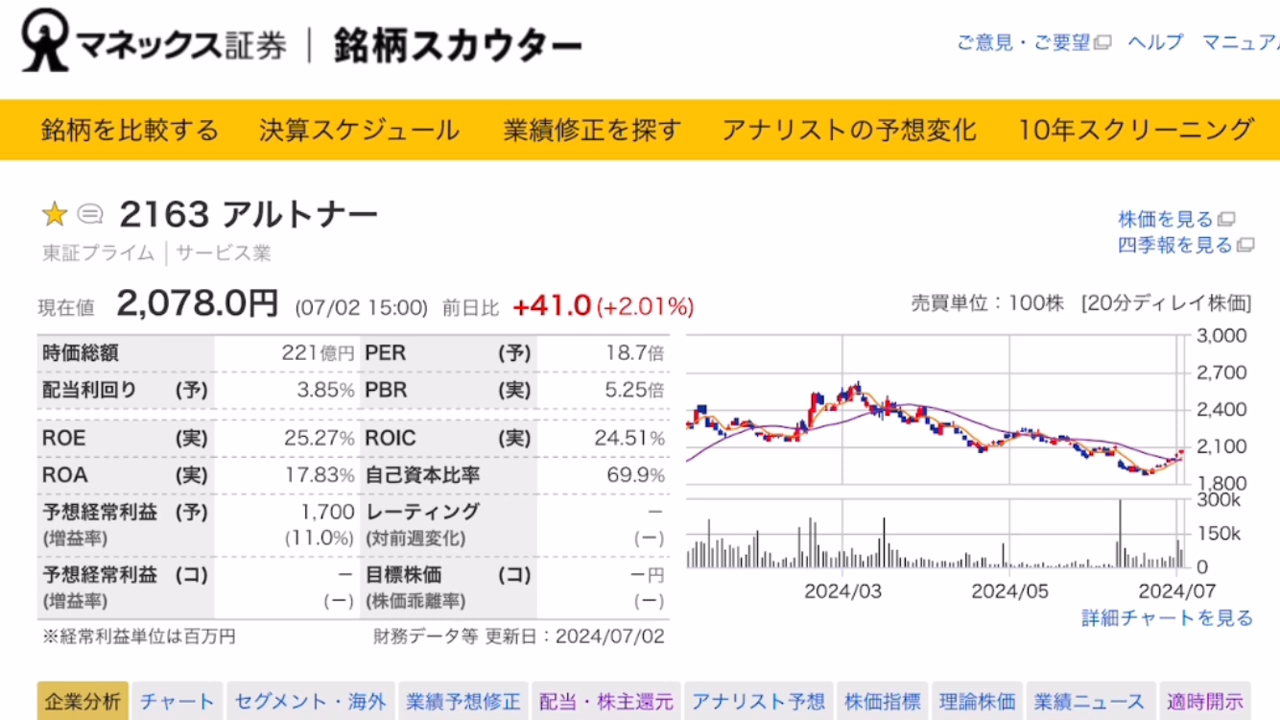 マネックス証券 | 銘柄スカウター
ご意見・ご要望 ヘルプ マニュアル
銘柄を比較する 決算スケジュール 業績修正を探す アナリストの予想変化 10年スクリーニング
2163 アルトナー
株価を見る
東証プライム | サービス業
四季報を見る
現在値 2,078.0円 (07/02 15:00) 前日比 +41.0 (+2.01%)
売買単位：100株 [20分ディレイ株価]
時価総額 221億円 PER (予) 18.7倍
配当利回り (予) 3.85% PBR (実) 5.25倍
ROE (実) 25.27% ROIC (実) 24.51%
ROA (実) 17.83% 自己資本比率 69.9%
予想経常利益 (予) 1,700 レーティング －
(増益率) (11.0%) (対前週変化) (－)
予想経常利益 (コ) － 目標株価 (コ) －円
(増益率) (－) (株価乖離率) (－)
※経常利益単位は百万円 財務データ等 更新日：2024/07/02
3,000
2,700
2,400
2,100
1,800
300k
150k
0
2024/03 2024/05 2024/07
詳細チャートを見る
企業分析 チャート セグメント・海外 業績予想修正 配当・株主還元 アナリスト予想 株価指標 理論株価 業績ニュース 適時開示